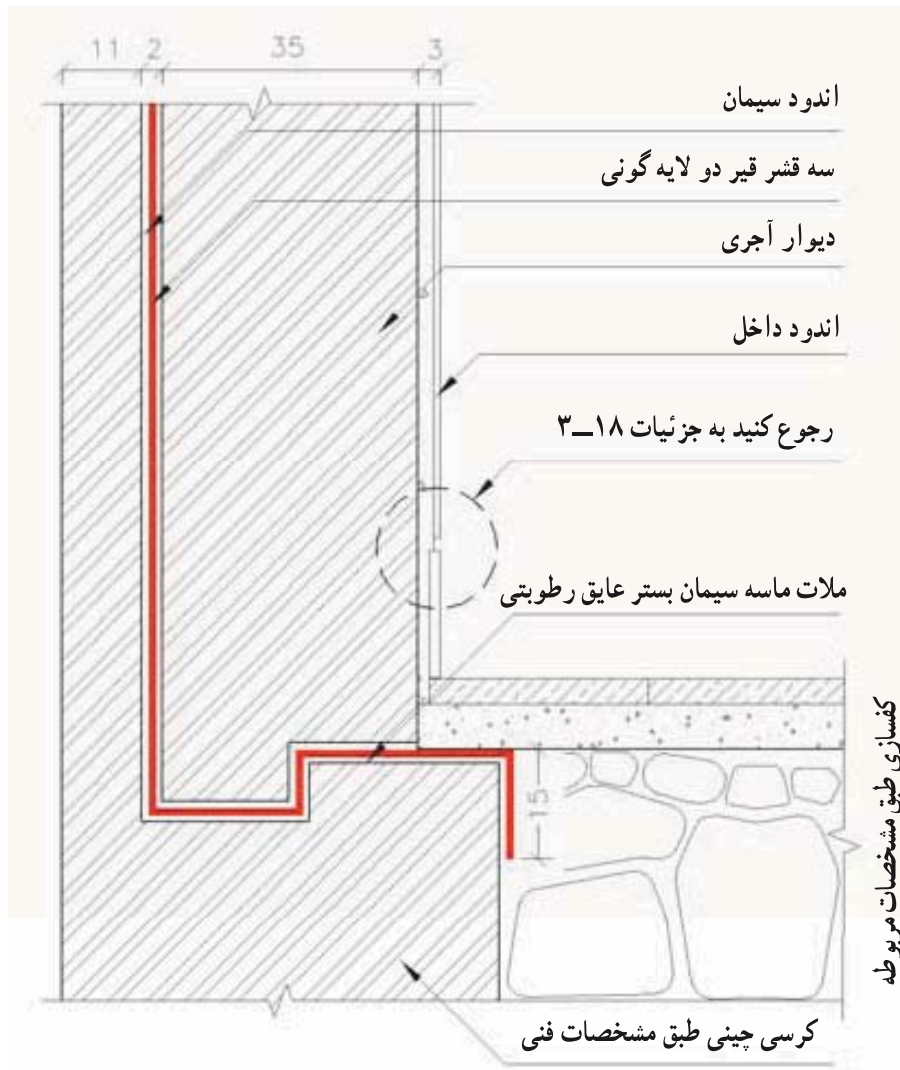 11 2 35 3
اندود سیمان
سه قشر قیر دو لایه گونی
دیوار آجری
اندود داخل
رجوع کنید به جزئیات ۱۸ــ۳
ملات ماسه سیمان بستر عایق رطوبتی
کفسازی طبق مشخصات مربوطه
15
کرسی چینی طبق مشخصات فنی